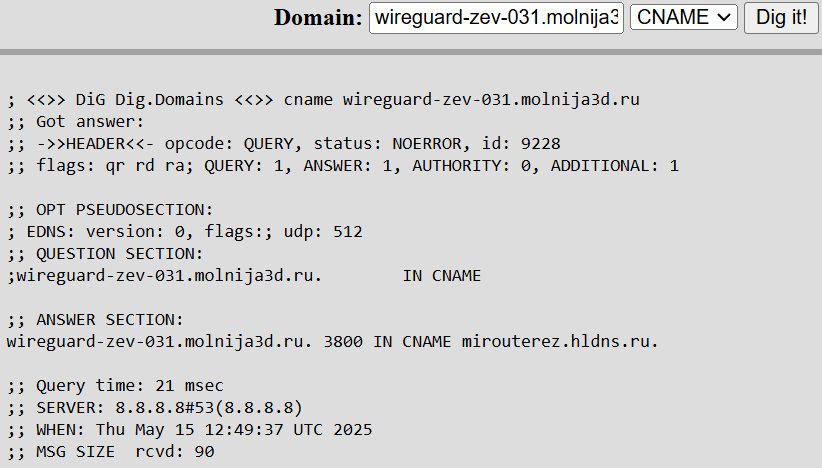 Domain: wireguard-zev-031.molnija3 CNAME Dig it!
; <<>> DiG Dig.Domains <<>> cname wireguard-zev-031.molnija3d.ru
;; Got answer:
;; ->>HEADER<<- opcode: QUERY, status: NOERROR, id: 9228
;; flags: qr rd ra; QUERY: 1, ANSWER: 1, AUTHORITY: 0, ADDITIONAL: 1
;; OPT PSEUDOSECTION:
; EDNS: version: 0, flags:; udp: 512
;; QUESTION SECTION:
;wireguard-zev-031.molnija3d.ru. IN CNAME
;; ANSWER SECTION:
wireguard-zev-031.molnija3d.ru. 3800 IN CNAME mirouterez.hldns.ru.
;; Query time: 21 msec
;; SERVER: 8.8.8.8#53(8.8.8.8)
;; WHEN: Thu May 15 12:49:37 UTC 2025
;; MSG SIZE  rcvd: 90